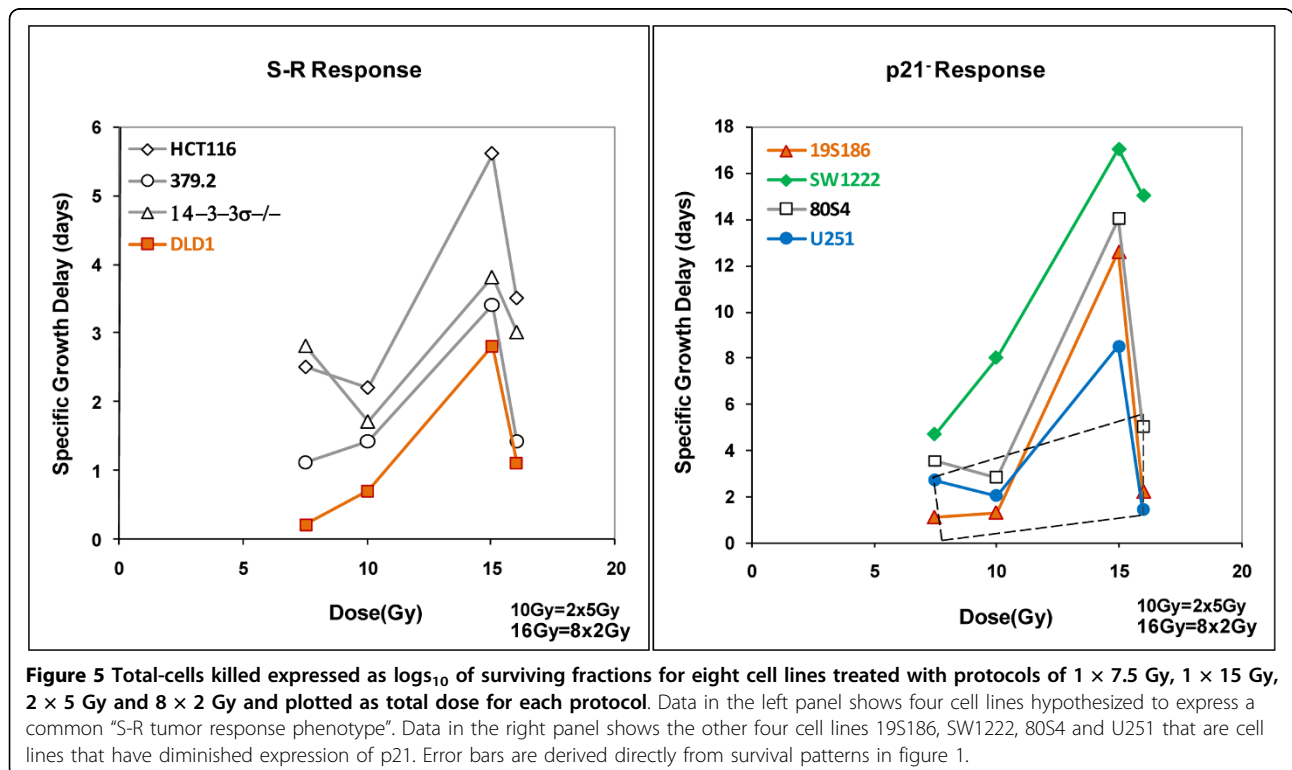 S-R Response
HCT116
379.2
14–3–3σ–/–
DLD1
Specific Growth Delay (days)
6
5
4
3
2
1
0
0 5 10 15 20
Dose(Gy)
10Gy=2x5Gy
16Gy=8x2Gy
p21- Response
19S186
SW1222
80S4
U251
Specific Growth Delay (days)
18
16
14
12
10
8
6
4
2
0
0 5 10 15 20
Dose(Gy)
10Gy=2x5Gy
16Gy=8x2Gy
Figure 5 Total-cells killed expressed as logs10 of surviving fractions for eight cell lines treated with protocols of 1 × 7.5 Gy, 1 × 15 Gy,
2 × 5 Gy and 8 × 2 Gy and plotted as total dose for each protocol. Data in the left panel shows four cell lines hypothesized to express a
common "S-R tumor response phenotype". Data in the right panel shows the other four cell lines 19S186, SW1222, 80S4 and U251 that are cell
lines that have diminished expression of p21. Error bars are derived directly from survival patterns in figure 1.